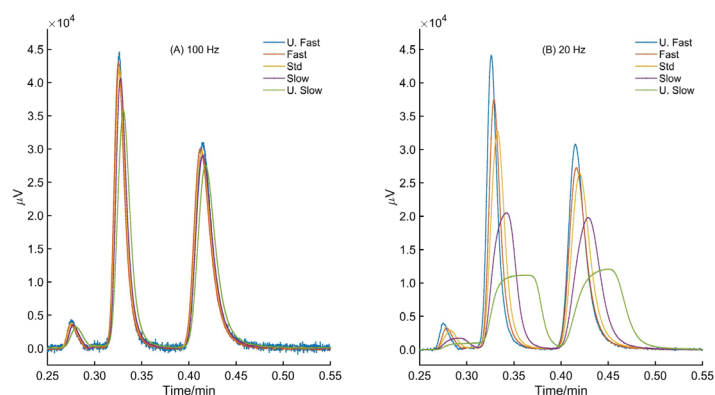 ×10⁴
4.5
4.0
3.5
3.0
2.5
2.0
1.5
1.0
0.5
0.0
μV
(A) 100 Hz
U. Fast
Fast
Std
Slow
U. Slow
0.25
0.30
0.35
0.40
0.45
0.50
0.55
Time/min
×10⁴
4.5
4.0
3.5
3.0
2.5
2.0
1.5
1.0
0.5
0.0
μV
(B) 20 Hz
U. Fast
Fast
Std
Slow
U. Slow
0.25
0.30
0.35
0.40
0.45
0.50
0.55
Time/min